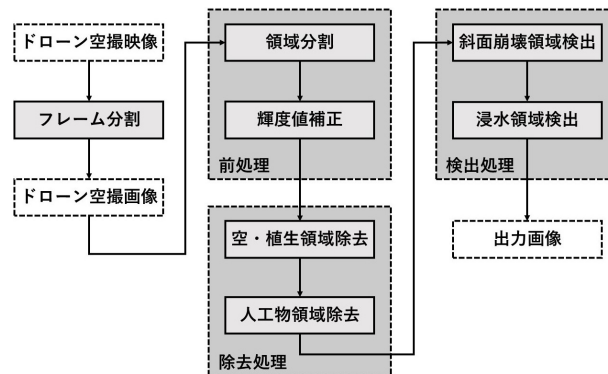 ドローン空撮映像
フレーム分割
ドローン空撮画像
領域分割
輝度値補正
前処理
空・植生領域除去
人工物領域除去
除去処理
斜面崩壊領域検出
浸水領域検出
検出処理
出力画像